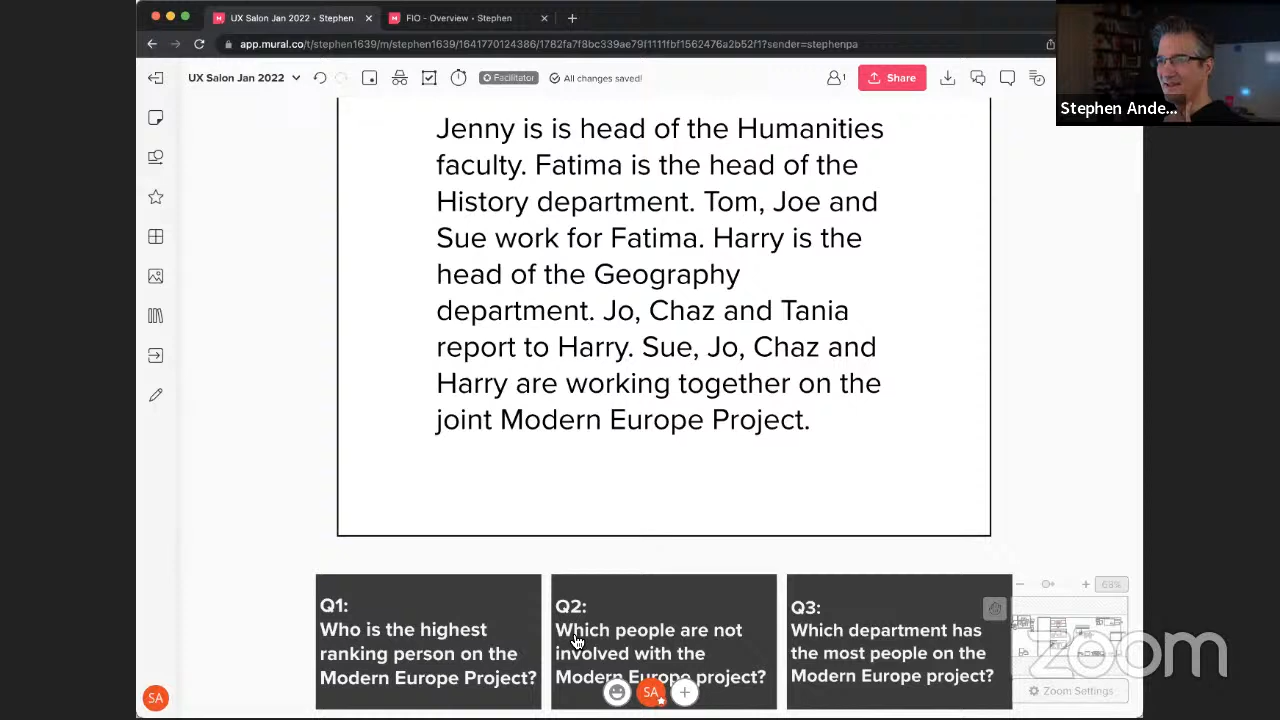 UX Salon Jan 2022 • Stephen
FIO - Overview • Stephen
app.mural.co/t/stephen1639/m/stephen1639/1641770124386/1782fa7f8bc339ae79f1111fbf1562476a2b52f1?sender=stephenpa
UX Salon Jan 2022
Facilitator
All changes saved!
1
Share
Stephen Ande...
Jenny is is head of the Humanities
faculty. Fatima is the head of the
History department. Tom, Joe and
Sue work for Fatima. Harry is the
head of the Geography
department. Jo, Chaz and Tania
report to Harry. Sue, Jo, Chaz and
Harry are working together on the
joint Modern Europe Project.
Q1:
Who is the highest
ranking person on the
Modern Europe Project?
Q2:
Which people are not
involved with the
Modern Europe project?
Q3:
Which department has
the most people on the
Modern Europe project?
SA
SA
68%
zoom
Zoom Settings